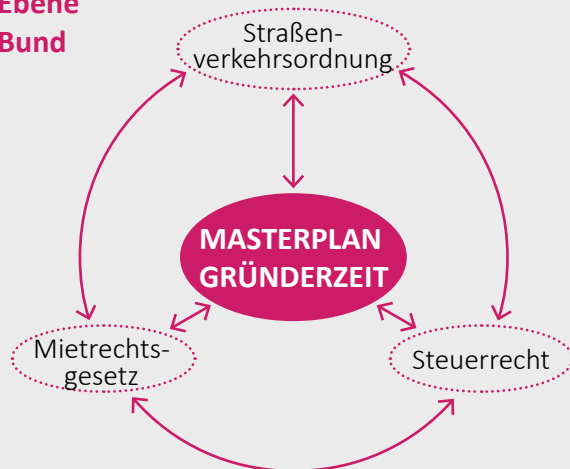 Ebene
Bund
Straßen-
verkehrsordnung
MASTERPLAN
GRÜNDERZEIT
Mietrechts-
gesetz
Steuerrecht